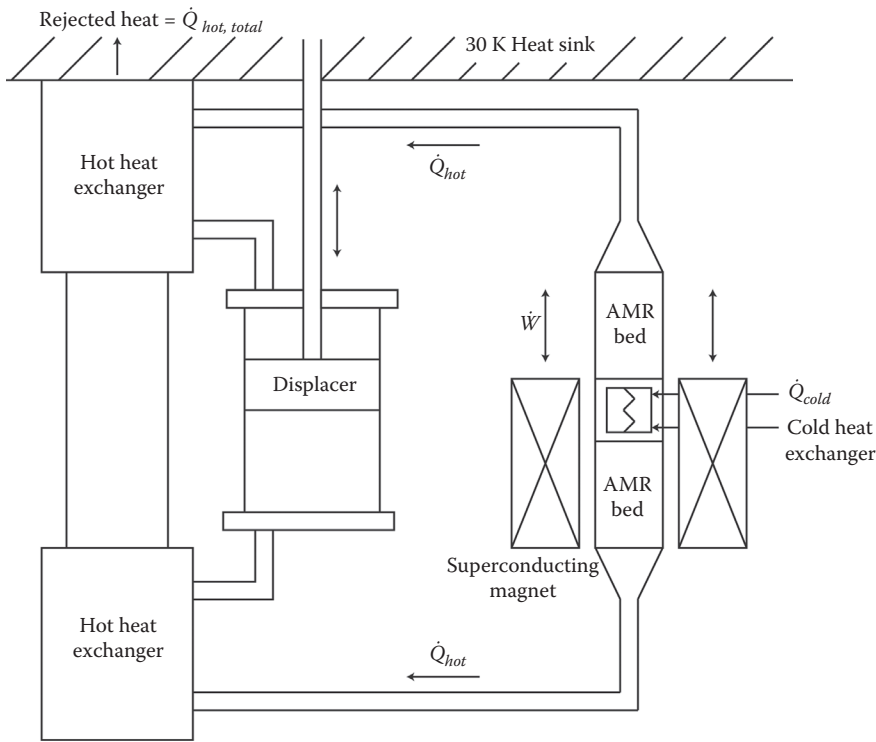 Rejected heat = Q̇ hot, total
30 K Heat sink
Hot heat
exchanger
Q̇hot
Ẇ
AMR
bed
Displacer
Q̇cold
Cold heat
exchanger
AMR
bed
Superconducting
magnet
Hot heat
exchanger
Q̇hot